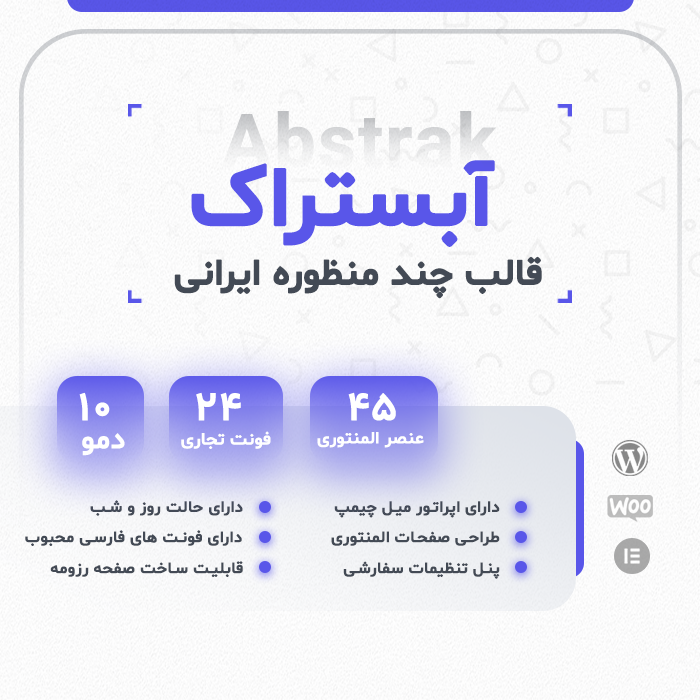 Abstrak
آبستراک
قالب چند منظوره ایرانی
۴۵
عنصر المنتوری
۲۴
فونت تجاری
۱۰
دمو
دارای اپراتور میل چیمپ
طراحی صفحات المنتوری
پنل تنظیمات سفارشی
دارای حالت روز و شب
دارای فونت های فارسی محبوب
قابلیت ساخت صفحه رزومه
W
WOO